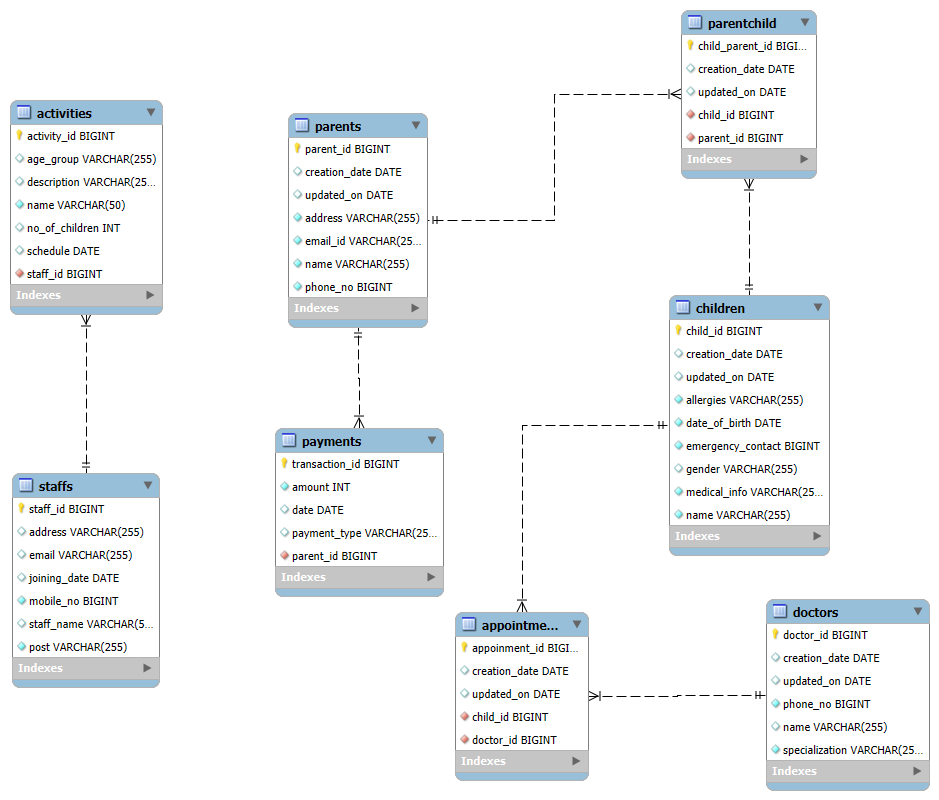 activities
activity_id BIGINT
age_group VARCHAR(255)
description VARCHAR(25...
name VARCHAR(50)
no_of_children INT
schedule DATE
staff_id BIGINT
Indexes
staffs
staff_id BIGINT
address VARCHAR(255)
email VARCHAR(255)
joining_date DATE
mobile_no BIGINT
staff_name VARCHAR(5...
post VARCHAR(255)
Indexes
parents
parent_id BIGINT
creation_date DATE
updated_on DATE
address VARCHAR(255)
email_id VARCHAR(25...
name VARCHAR(255)
phone_no BIGINT
Indexes
payments
transaction_id BIGINT
amount INT
date DATE
payment_type VARCHAR(25...
parent_id BIGINT
Indexes
parentchild
child_parent_id BIGI...
creation_date DATE
updated_on DATE
child_id BIGINT
parent_id BIGINT
Indexes
children
child_id BIGINT
creation_date DATE
updated_on DATE
allergies VARCHAR(255)
date_of_birth DATE
emergency_contact BIGINT
gender VARCHAR(255)
medical_info VARCHAR(25...
name VARCHAR(255)
Indexes
appointme...
appoinment_id BIGI...
creation_date DATE
updated_on DATE
child_id BIGINT
doctor_id BIGINT
Indexes
doctors
doctor_id BIGINT
creation_date DATE
updated_on DATE
phone_no BIGINT
name VARCHAR(255)
specialization VARCHAR(25...
Indexes